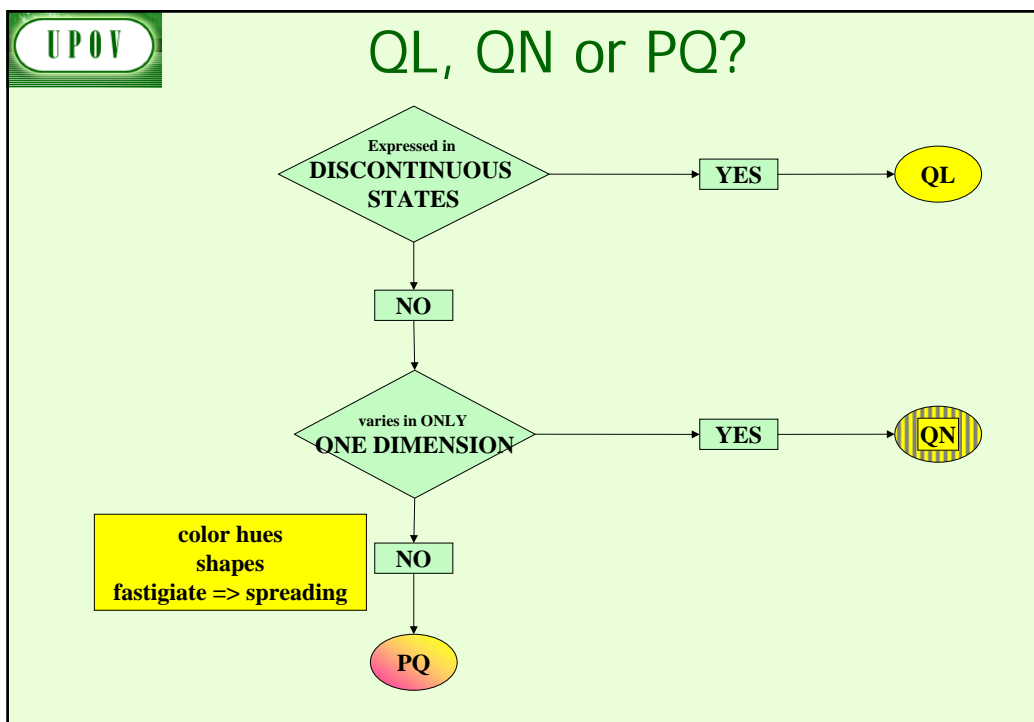 UPOV
QL, QN or PQ?
Expressed in
DISCONTINUOUS
STATES
YES
QL
NO
varies in ONLY
ONE DIMENSION
YES
QN
color hues
shapes
fastigiate => spreading
NO
PQ